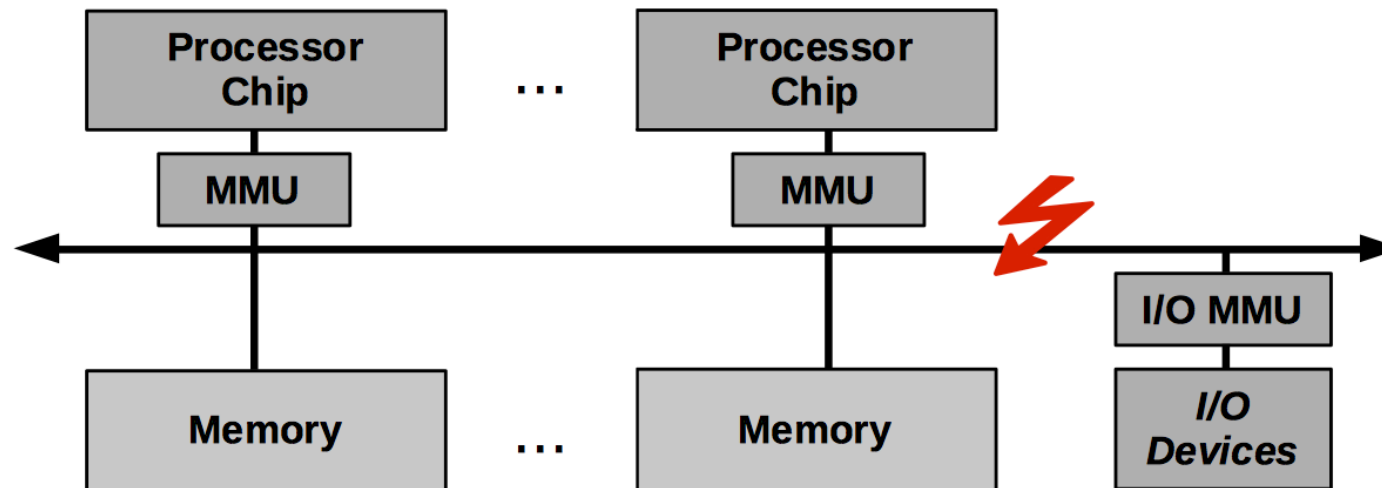 Processor
Chip
...
Processor
Chip
MMU
MMU
I/O MMU
Memory
...
Memory
I/O
Devices